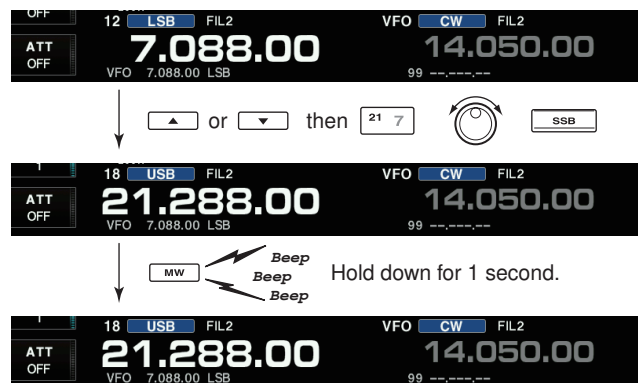 OFF
12 LSB FIL2 VFO CW FIL2
ATT 7.088.00 14.050.00
OFF
VFO 7.088.00 LSB 99 --.---.--
▲ or ▼ then 21 7 SSB
18 USB FIL2 VFO CW FIL2
ATT 21.288.00 14.050.00
OFF
VFO 7.088.00 LSB 99 --.---.--
Beep
MW Beep Hold down for 1 second.
Beep
18 USB FIL2 VFO CW FIL2
ATT 21.288.00 14.050.00
OFF
VFO 7.088.00 LSB 99 --.---.--